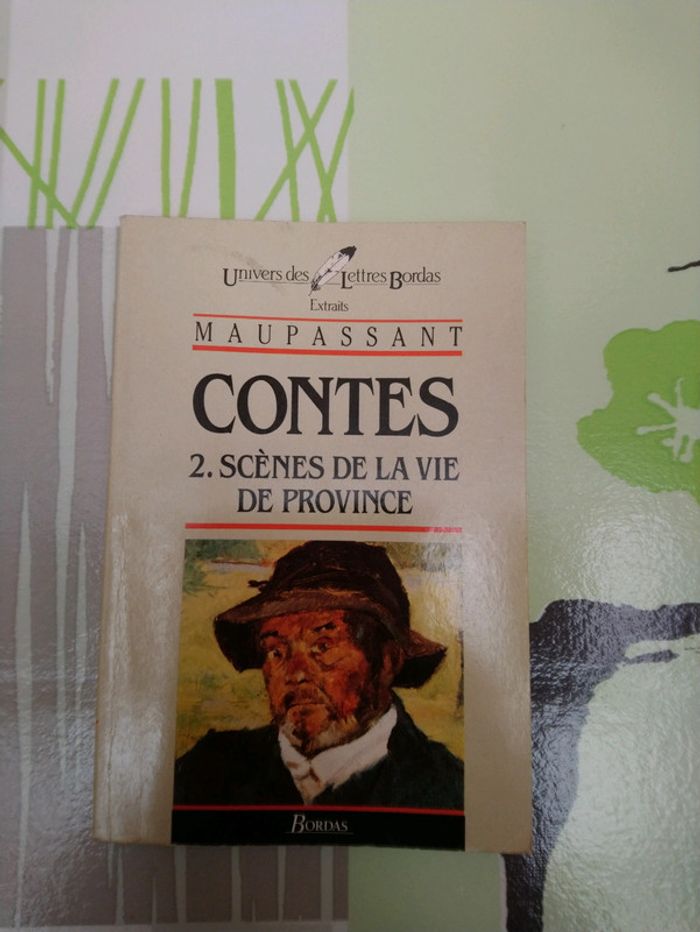 Univers des Lettres Bordas
Extraits
MAUPASSANT
CONTES
2. SCÈNES DE LA VIE
DE PROVINCE
BORDAS